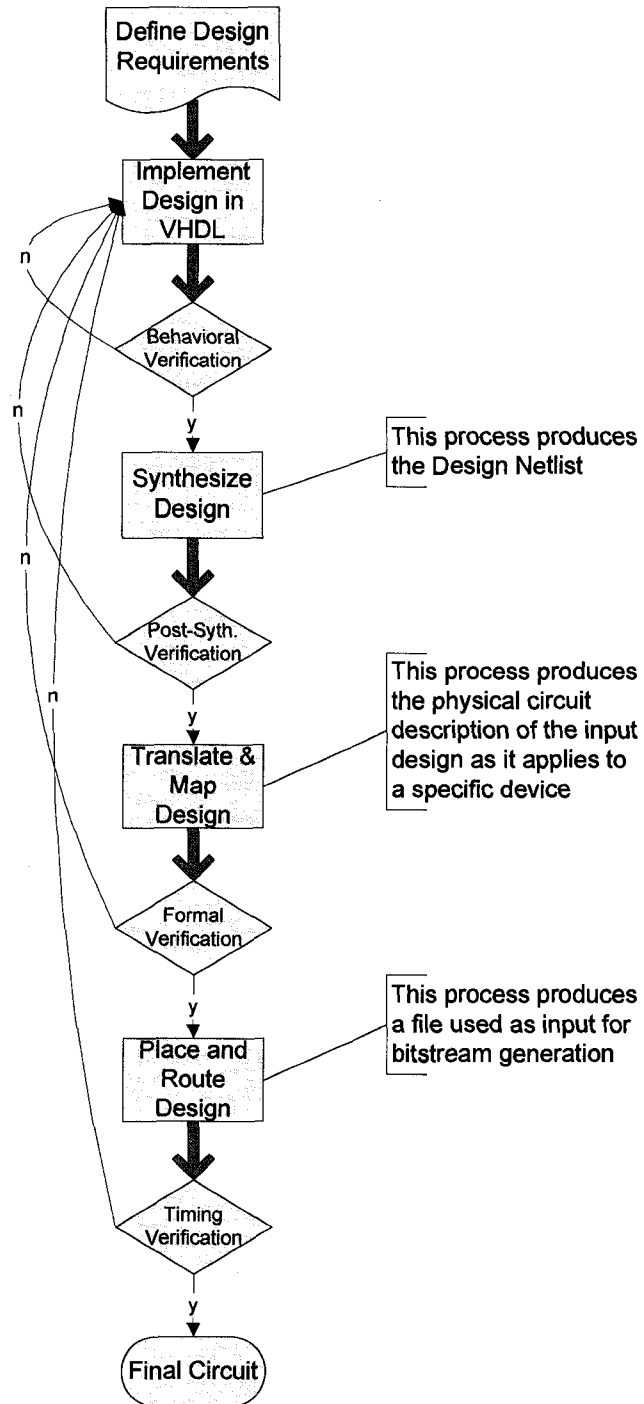 Define Design
Requirements
Implement
Design in
VHDL
n
Behavioral
Verification
y
n
Synthesize
Design
This process produces
the Design Netlist
n
Post-Syth.
Verification
y
n
Translate &
Map
Design
This process produces
the physical circuit
description of the input
design as it applies to
a specific device
Formal
Verification
y
Place and
Route
Design
This process produces
a file used as input for
bitstream generation
Timing
Verification
y
Final Circuit